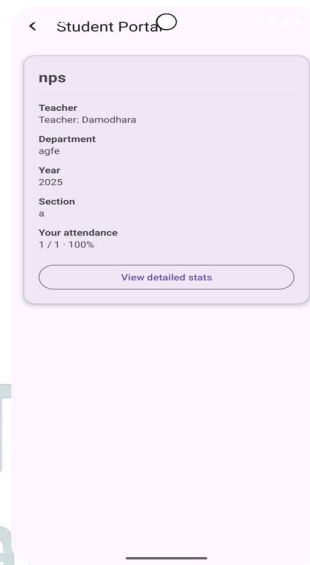 Student Portal
nps
Teacher
Teacher: Damodhara
Department
agfe
Year
2025
Section
a
Your attendance
1 / 1 · 100%
View detailed stats